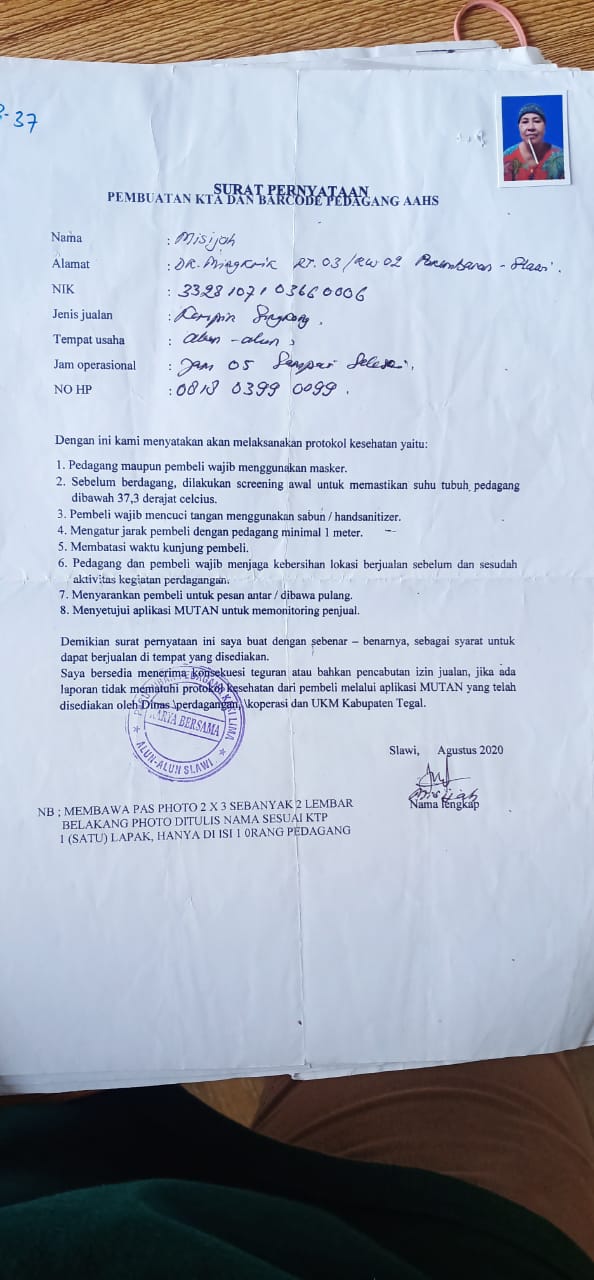 -37
SURAT PERNYATAAN
PEMBUATAN KTA DAN BARCODE PEDAGANG AAHS
Nama : Misijah
Alamat : DK. RT. 03/RW 02 - Slawi.
NIK : 3328107103660006
Jenis jualan : Singkong.
Tempat usaha : alun-alun
Jam operasional : Jam 05 Sampai Selesai.
NO HP : 0818 0399 0099.
Dengan ini kami menyatakan akan melaksanakan protokol kesehatan yaitu:
1. Pedagang maupun pembeli wajib menggunakan masker.
2. Sebelum berdagang, dilakukan screening awal untuk memastikan suhu tubuh pedagang
dibawah 37,3 derajat celcius.
3. Pembeli wajib mencuci tangan menggunakan sabun / handsanitizer.
4. Mengatur jarak pembeli dengan pedagang minimal 1 meter.
5. Membatasi waktu kunjung pembeli.
6. Pedagang dan pembeli wajib menjaga kebersihan lokasi berjualan sebelum dan sesudah
aktivitas kegiatan perdagangan.
7. Menyarankan pembeli untuk pesan antar / dibawa pulang.
8. Menyetujui aplikasi MUTAN untuk memonitoring penjual.
Demikian surat pernyataan ini saya buat dengan sebenar – benarnya, sebagai syarat untuk
dapat berjualan di tempat yang disediakan.
Saya bersedia menerima konsekuesi teguran atau bahkan pencabutan izin jualan, jika ada
laporan tidak mematuhi protokol kesehatan dari pembeli melalui aplikasi MUTAN yang telah
disediakan oleh Dinas \perdagangan, \koperasi dan UKM Kabupaten Tegal.
PEDAGANG KAKI LIMA
KARYA BERSAMA
ALUN-ALUN SLAWI
Slawi, Agustus 2020
Misijah
Nama lengkap
NB ; MEMBAWA PAS PHOTO 2 X 3 SEBANYAK 2 LEMBAR
BELAKANG PHOTO DITULIS NAMA SESUAI KTP
1 (SATU) LAPAK, HANYA DI ISI 1 0RANG PEDAGANG